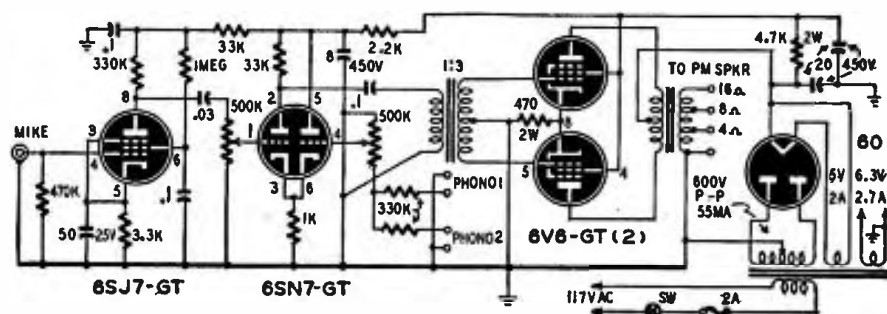 .1
330K
1MEG
33K
33K
8
450V
2.2K
1:3
4.7K
2W
20
450V
TO PM SPKR
16Ω
8Ω
4Ω
MIKE
8
3
4
5
6
.03
500K
2
5
1
4
3
6
.1
500K
470
2W
8
5
4
60
5V
2A
6.3V
2.7A
600V
P-P
55MA
470K
50
25V
3.3K
.1
1K
PHONO 1
330K
PHONO 2
6SJ7-GT
6SN7-GT
6V6-GT (2)
117VAC
SW
2A